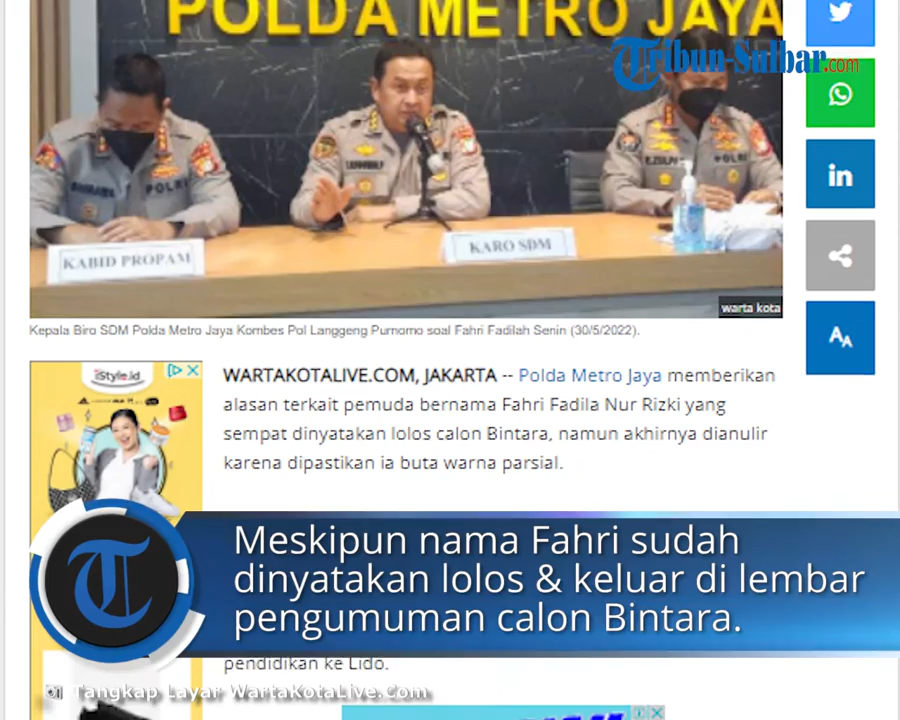 POLDA METRO JAYA
Tribun-Sulbar.com
POLRI
POLRI
KABID PROPAM
KARO SDM
warta kota
Kepala Biro SDM Polda Metro Jaya Kombes Pol Langgeng Purnomo soal Fahri Fadilah Senin (30/5/2022).
iStyle.id
WARTAKOTALIVE.COM, JAKARTA -- Polda Metro Jaya memberikan
alasan terkait pemuda bernama Fahri Fadila Nur Rizki yang
sempat dinyatakan lolos calon Bintara, namun akhirnya dianulir
karena dipastikan ia buta warna parsial.
Meskipun nama Fahri sudah
dinyatakan lolos & keluar di lembar
pengumuman calon Bintara.
pendidikan ke Lido.
Tangkap Layar WartaKotaLive.Com